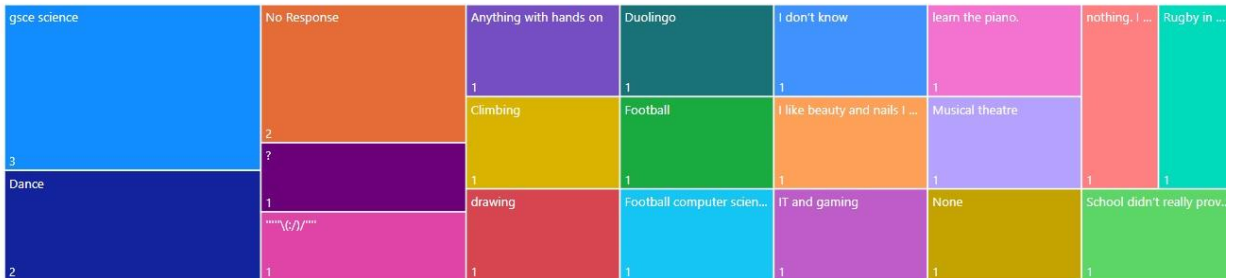 gsce science
3
Dance
2
No Response
2
?
1
"""\(:/)/"""
1
Anything with hands on
1
Climbing
1
drawing
1
Duolingo
1
Football
1
Football computer scien...
1
I don't know
1
I like beauty and nails I ...
1
IT and gaming
1
learn the piano.
1
Musical theatre
1
None
1
nothing. I ...
1
Rugby in ...
1
School didn't really prov...
1